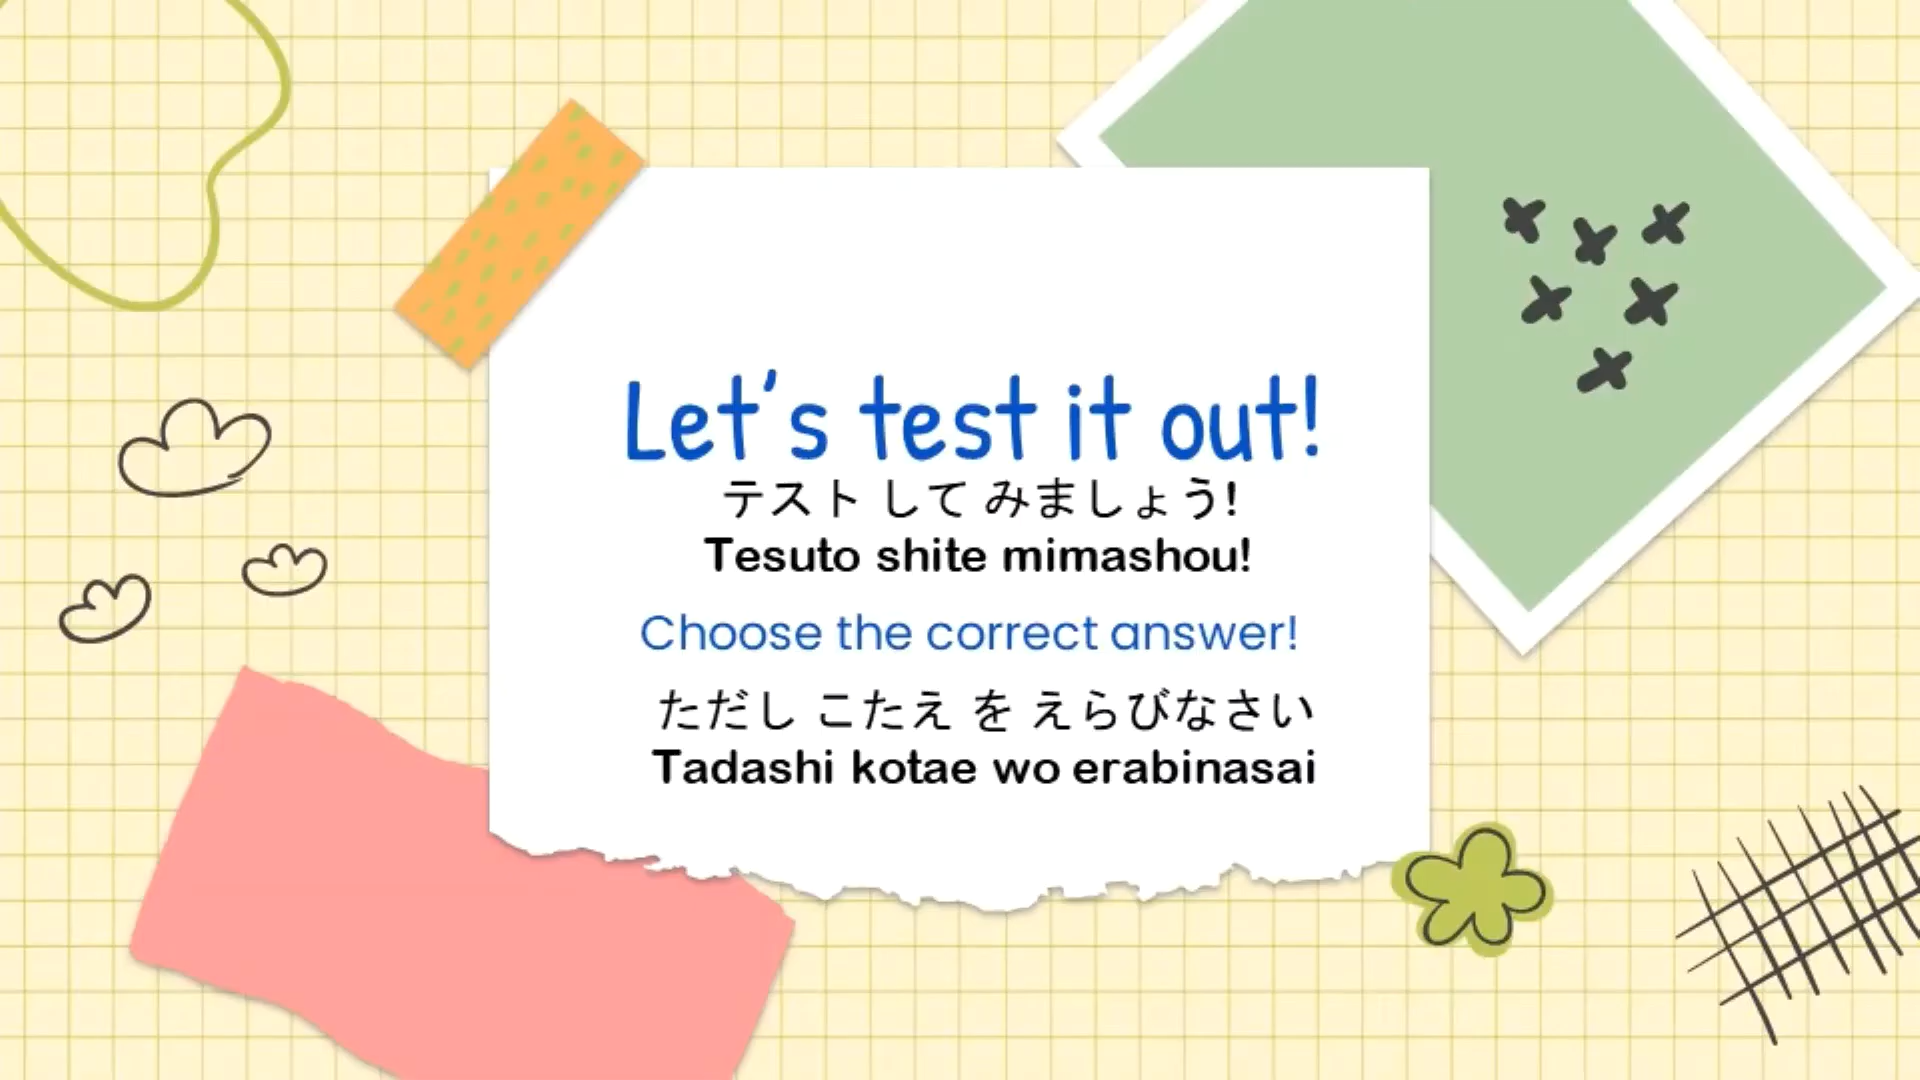 Let's test it out!
テスト して みましょう!
Tesuto shite mimashou!
Choose the correct answer!
ただし こたえ を えらびなさい
Tadashi kotae wo erabinasai